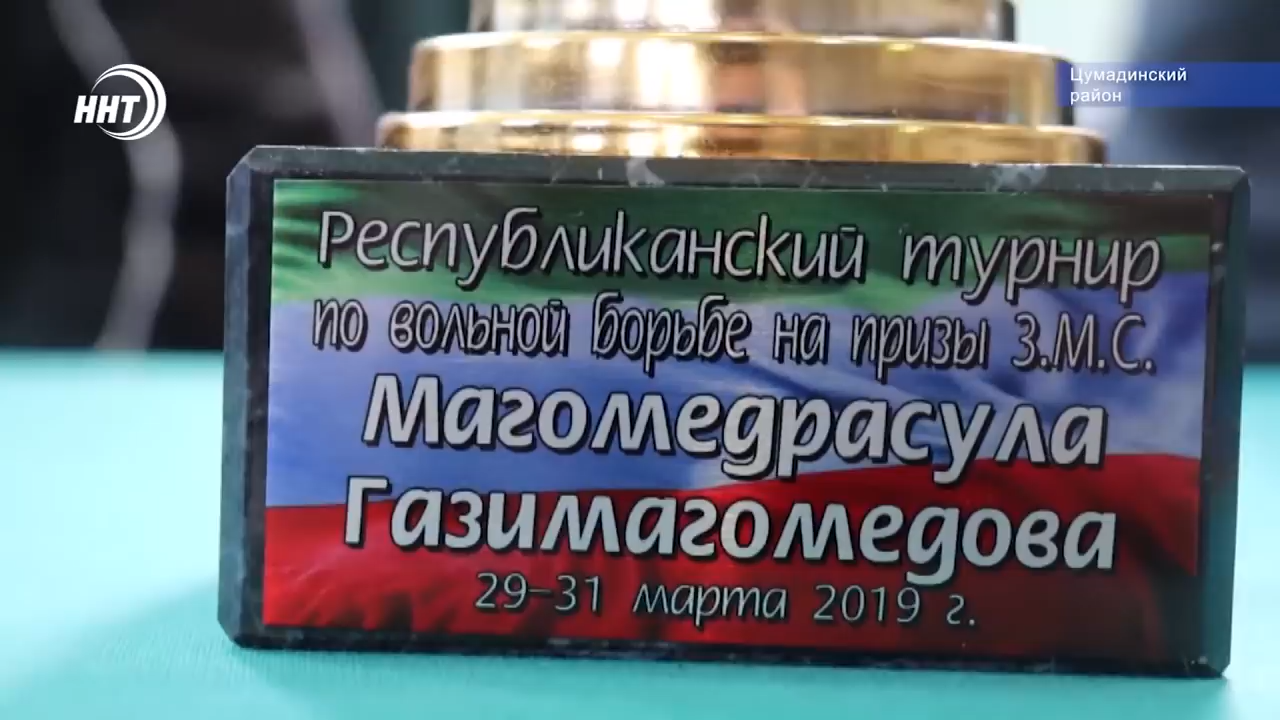 ННТ
Цумадинский
район
Республиканский турнир
по вольной борьбе на призы З.М.С.
Магомедрасула
Газимагомедова
29-31 марта 2019 г.